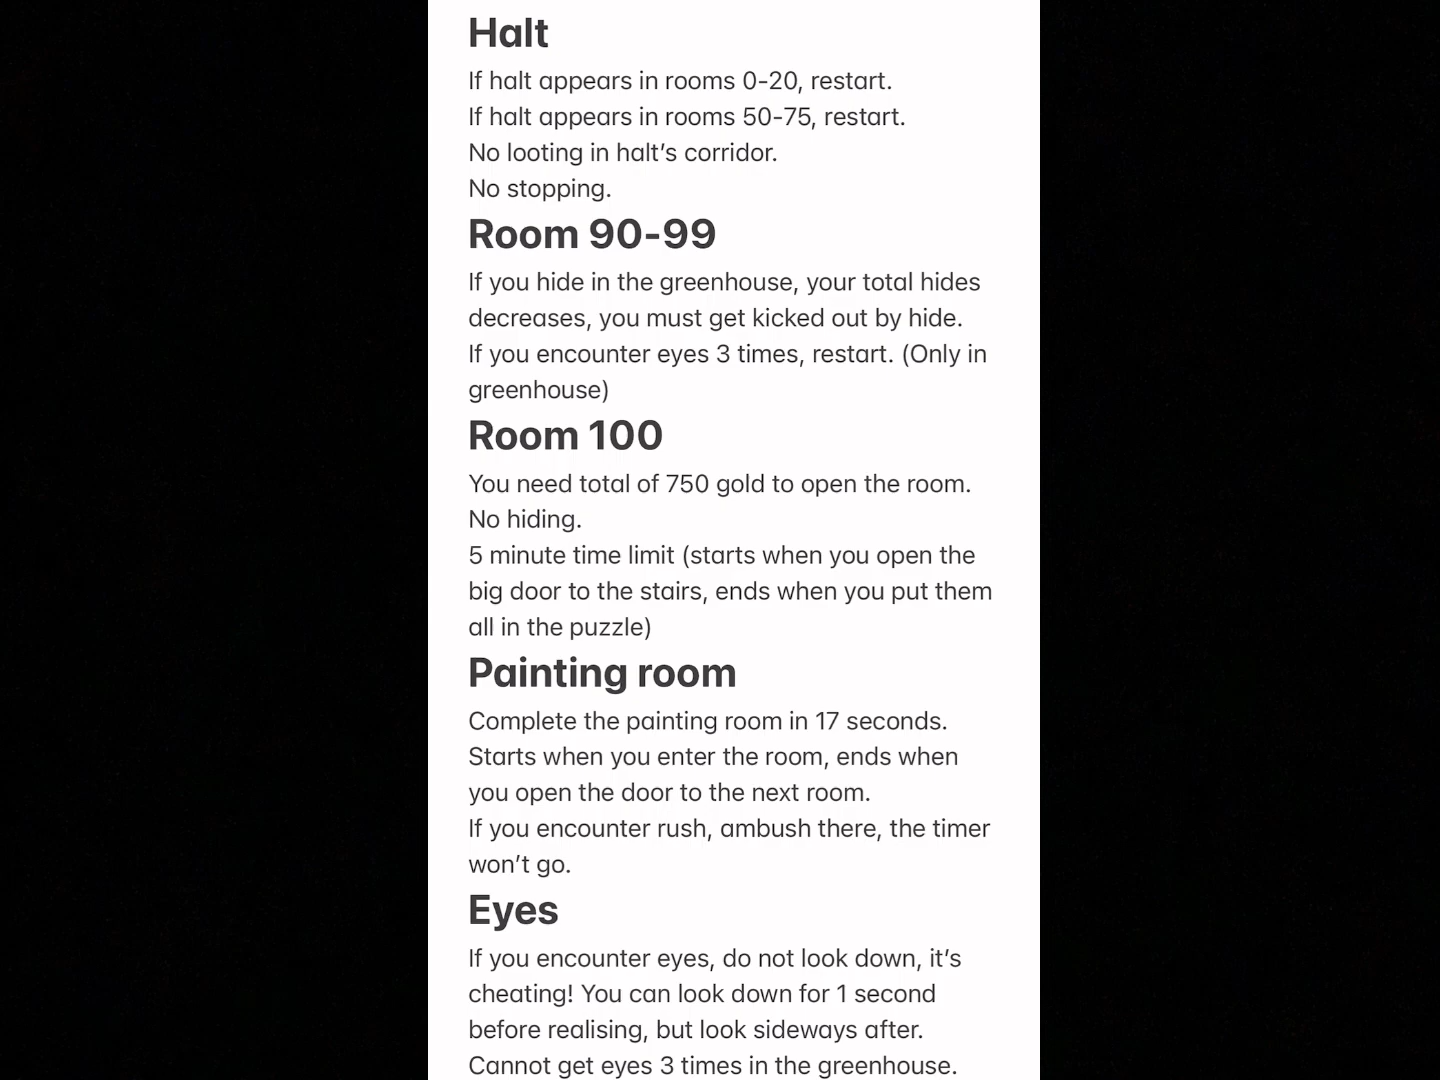 Halt
If halt appears in rooms 0-20, restart.
If halt appears in rooms 50-75, restart.
No looting in halt’s corridor.
No stopping.
Room 90-99
If you hide in the greenhouse, your total hides
decreases, you must get kicked out by hide.
If you encounter eyes 3 times, restart. (Only in
greenhouse)
Room 100
You need total of 750 gold to open the room.
No hiding.
5 minute time limit (starts when you open the
big door to the stairs, ends when you put them
all in the puzzle)
Painting room
Complete the painting room in 17 seconds.
Starts when you enter the room, ends when
you open the door to the next room.
If you encounter rush, ambush there, the timer
won’t go.
Eyes
If you encounter eyes, do not look down, it’s
cheating! You can look down for 1 second
before realising, but look sideways after.
Cannot get eyes 3 times in the greenhouse.